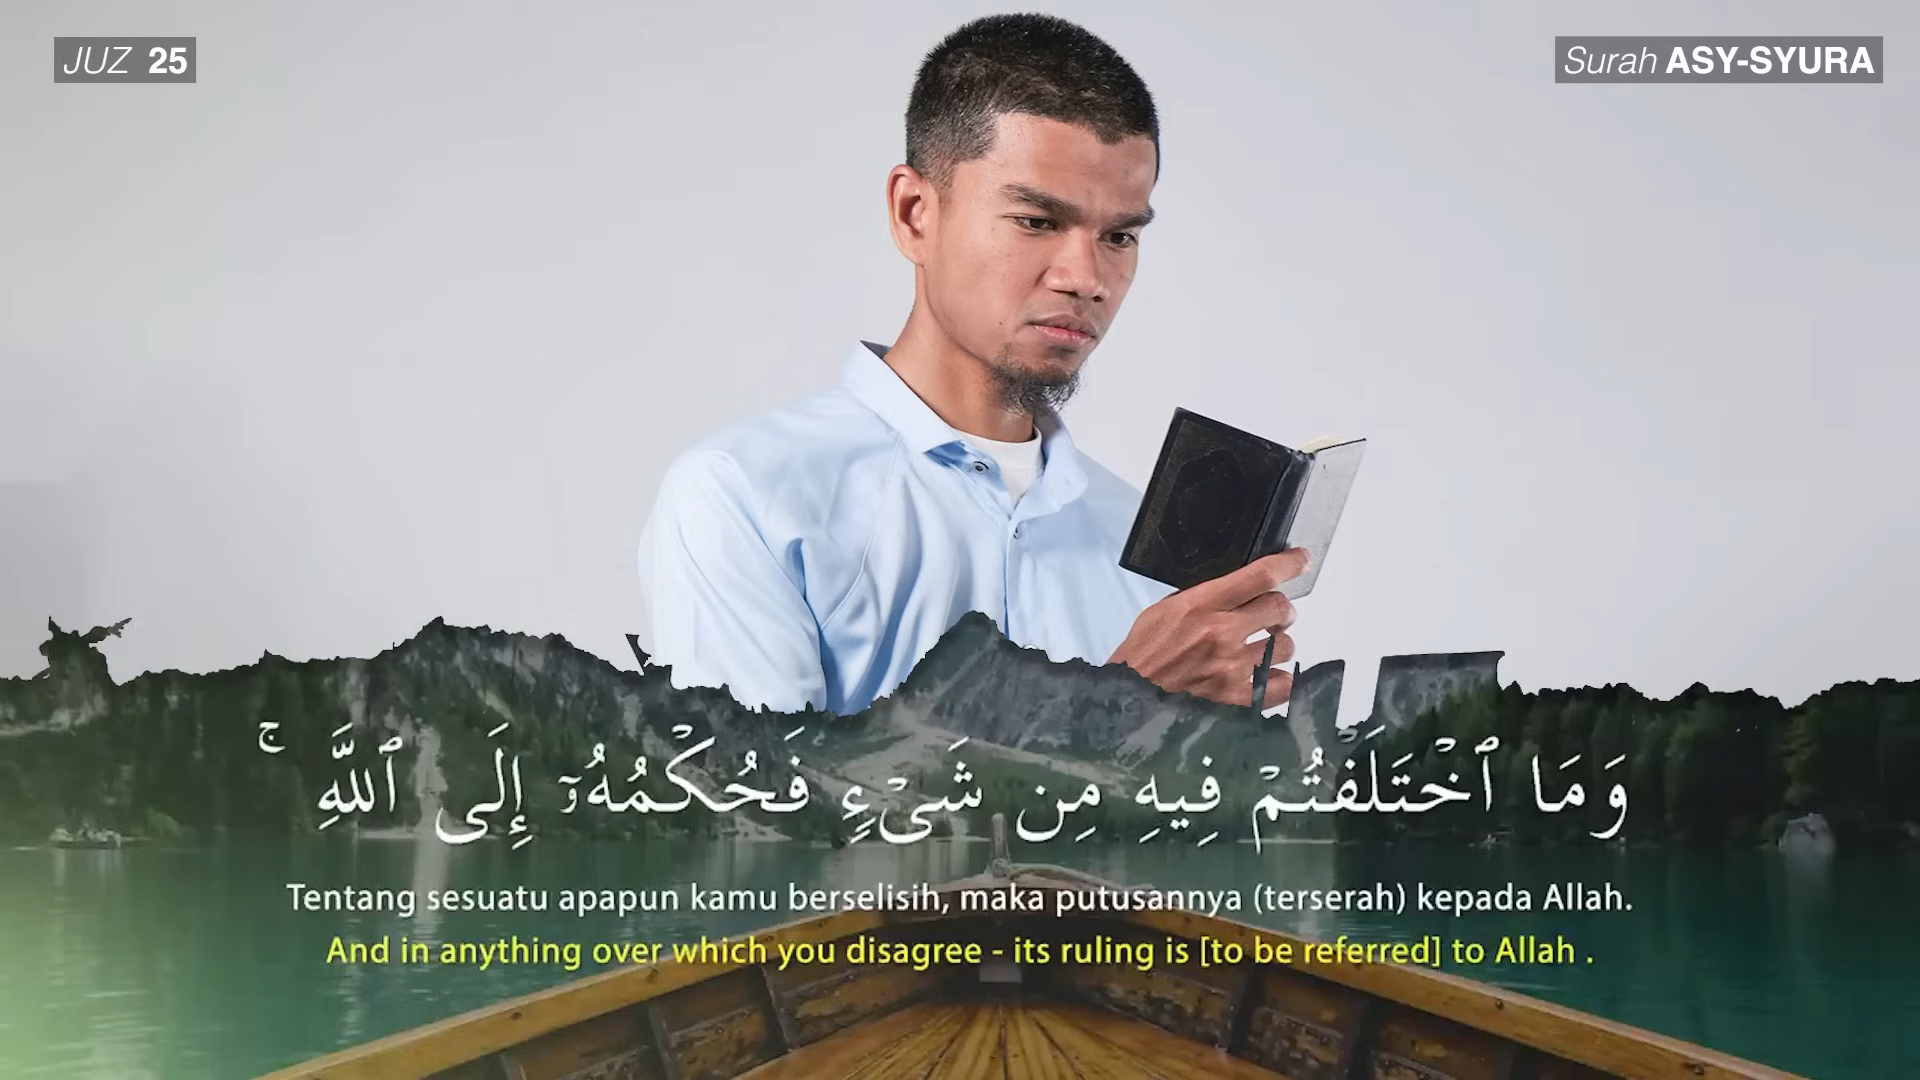 JUZ 25
Surah ASY-SYURA
وَمَا ٱخْتَلَفْتُمْ فِيهِ مِن شَىْءٍ فَحُكْمُهُۥٓ إِلَى ٱللَّهِ ۚ
Tentang sesuatu apapun kamu berselisih, maka putusannya (terserah) kepada Allah.
And in anything over which you disagree - its ruling is [to be referred] to Allah .